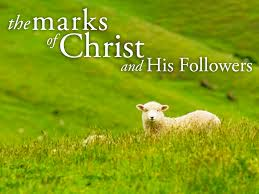 the marks
of Christ
and His Followers